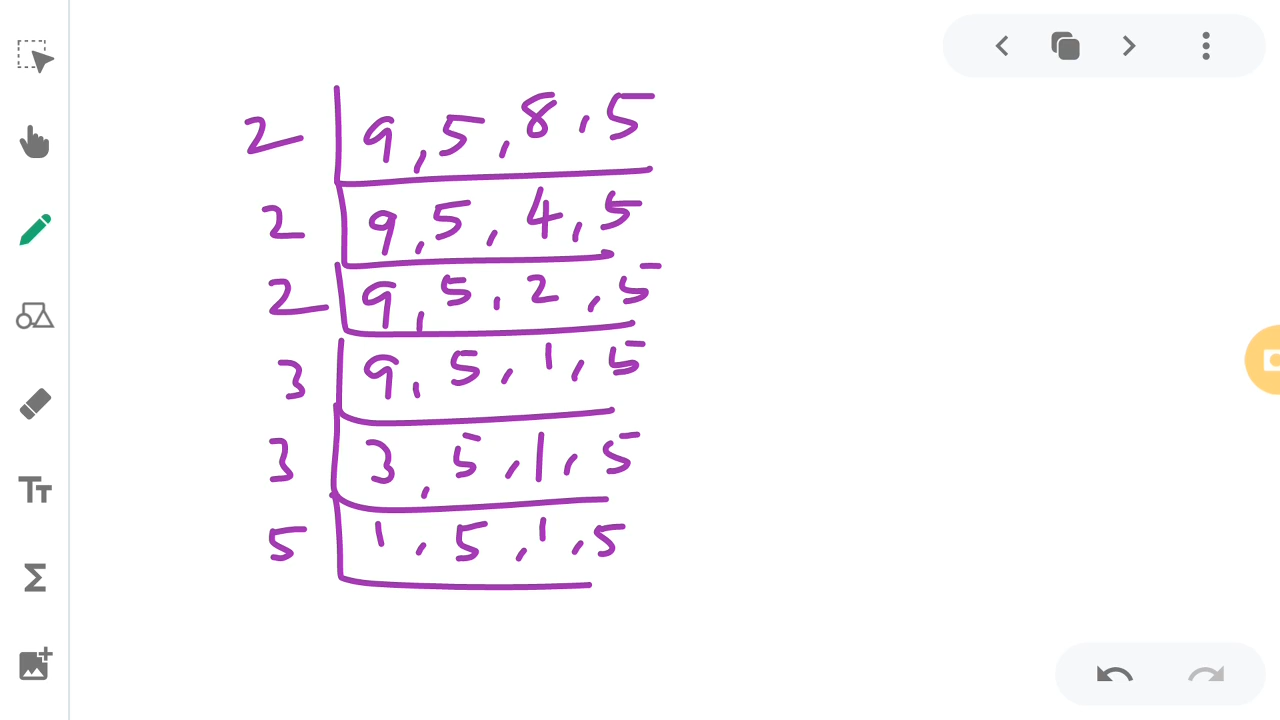 2 | 9, 5, 8, 5
2 | 9, 5, 4, 5
2 | 9, 5, 2, 5
3 | 9, 5, 1, 5
3 | 3, 5, 1, 5
5 | 1, 5, 1, 5